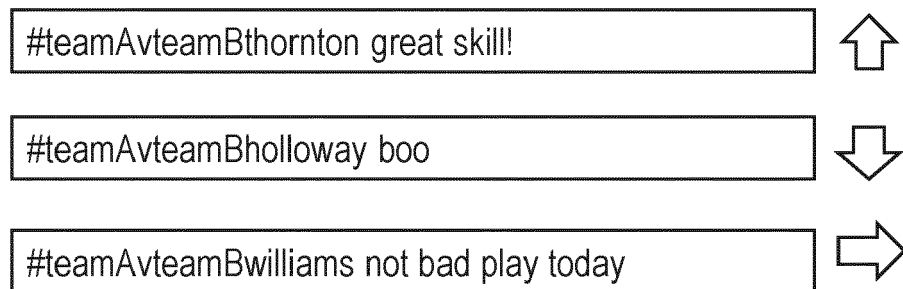 #teamAvteamBthornton great skill!
#teamAvteamBholloway boo
#teamAvteamBwilliams not bad play today